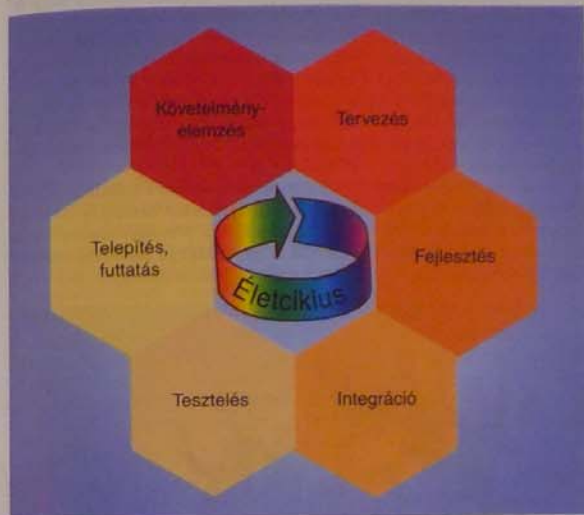 Követelmény-
elemzés
Tervezés
Telepítés,
futtatás
Életciklus
Fejlesztés
Tesztelés
Integráció